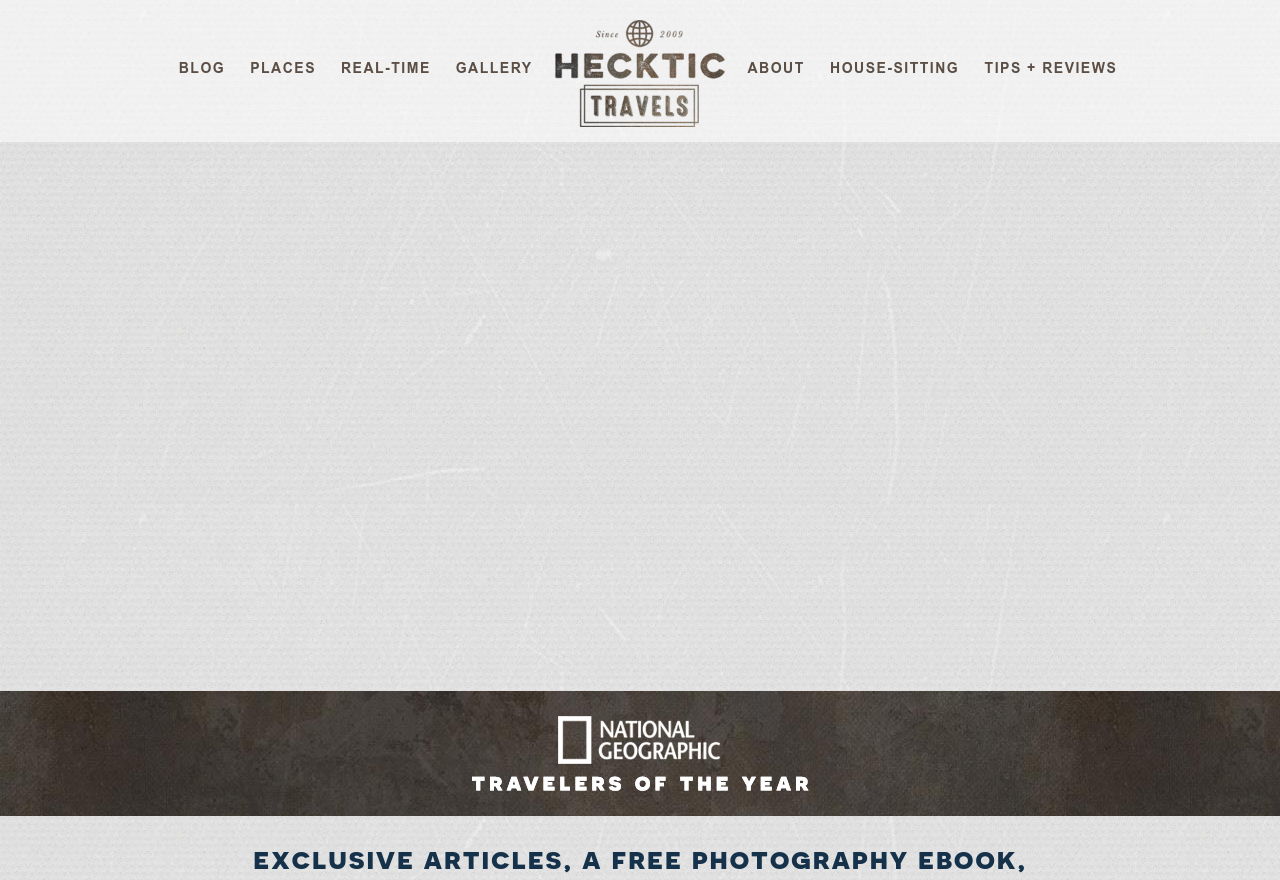 Since 2009
BLOG PLACES REAL-TIME GALLERY HECKTIC ABOUT HOUSE-SITTING TIPS + REVIEWS
TRAVELS
NATIONAL
GEOGRAPHIC
TRAVELERS OF THE YEAR
EXCLUSIVE ARTICLES, A FREE PHOTOGRAPHY EBOOK,